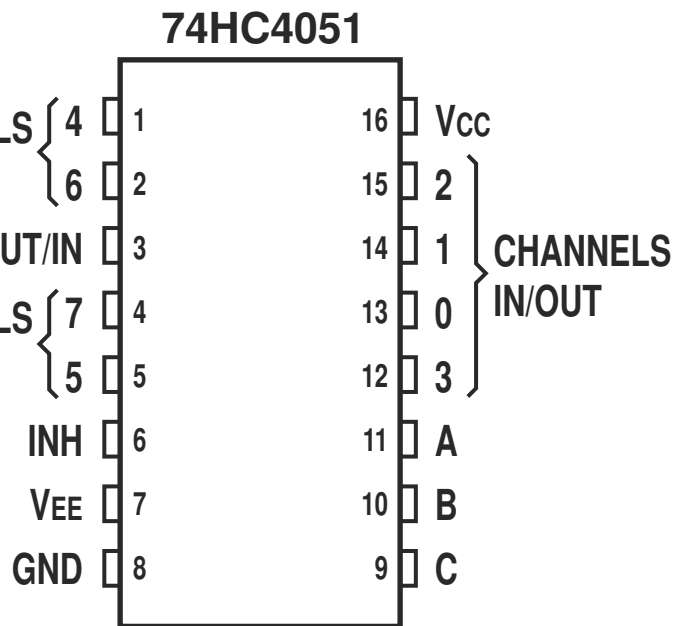 74HC4051
LS 4 1 16 Vcc
6 2 15 2
UT/IN 3 14 1 CHANNELS
LS 7 4 13 0 IN/OUT
5 5 12 3
INH 6 11 A
VEE 7 10 B
GND 8 9 C